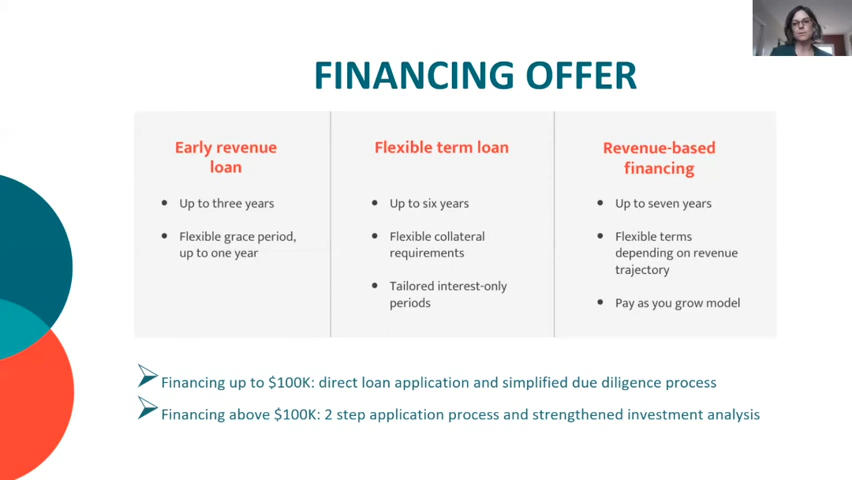 FINANCING OFFER
Early revenue
loan
• Up to three years
• Flexible grace period,
up to one year
Flexible term loan
• Up to six years
• Flexible collateral
requirements
• Tailored interest-only
periods
Revenue-based
financing
• Up to seven years
• Flexible terms
depending on revenue
trajectory
• Pay as you grow model
➢ Financing up to $100K: direct loan application and simplified due diligence process
➢ Financing above $100K: 2 step application process and strengthened investment analysis